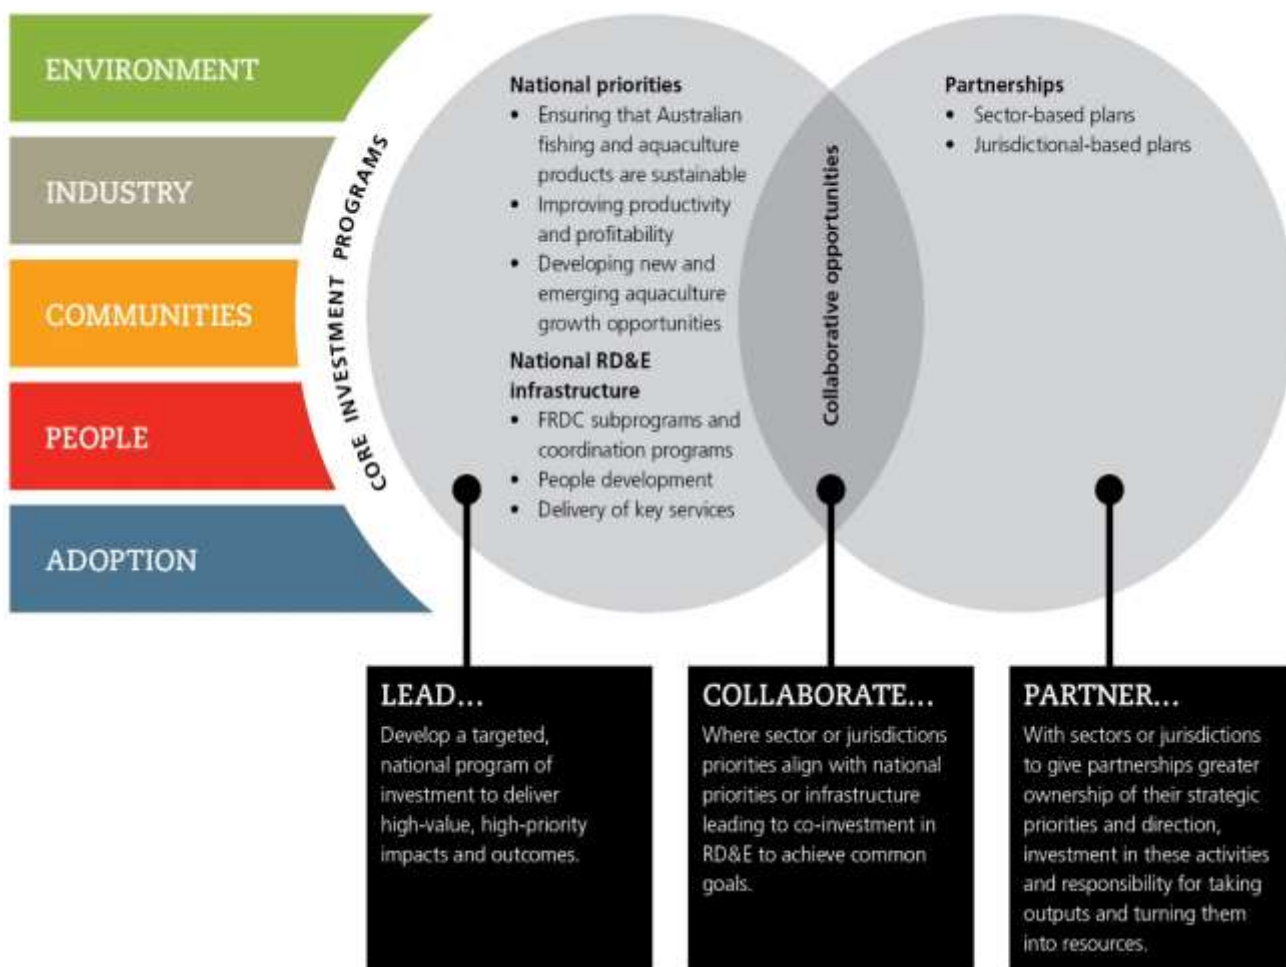 ENVIRONMENT
INDUSTRY
COMMUNITIES
PEOPLE
ADOPTION
CORE INVESTMENT PROGRAMS
National priorities
• Ensuring that Australian
fishing and aquaculture
products are sustainable
• Improving productivity
and profitability
• Developing new and
emerging aquaculture
growth opportunities
National RD&E
infrastructure
• FRDC subprograms and
coordination programs
• People development
• Delivery of key services
Collaborative opportunities
Partnerships
• Sector-based plans
• Jurisdictional-based plans
LEAD...
Develop a targeted,
national program of
investment to deliver
high-value, high-priority
impacts and outcomes.
COLLABORATE...
Where sector or jurisdictions
priorities align with national
priorities or infrastructure
leading to co-investment in
RD&E to achieve common
goals.
PARTNER...
With sectors or jurisdictions
to give partnerships greater
ownership of their strategic
priorities and direction,
investment in these activities
and responsibility for taking
outputs and turning them
into resources.